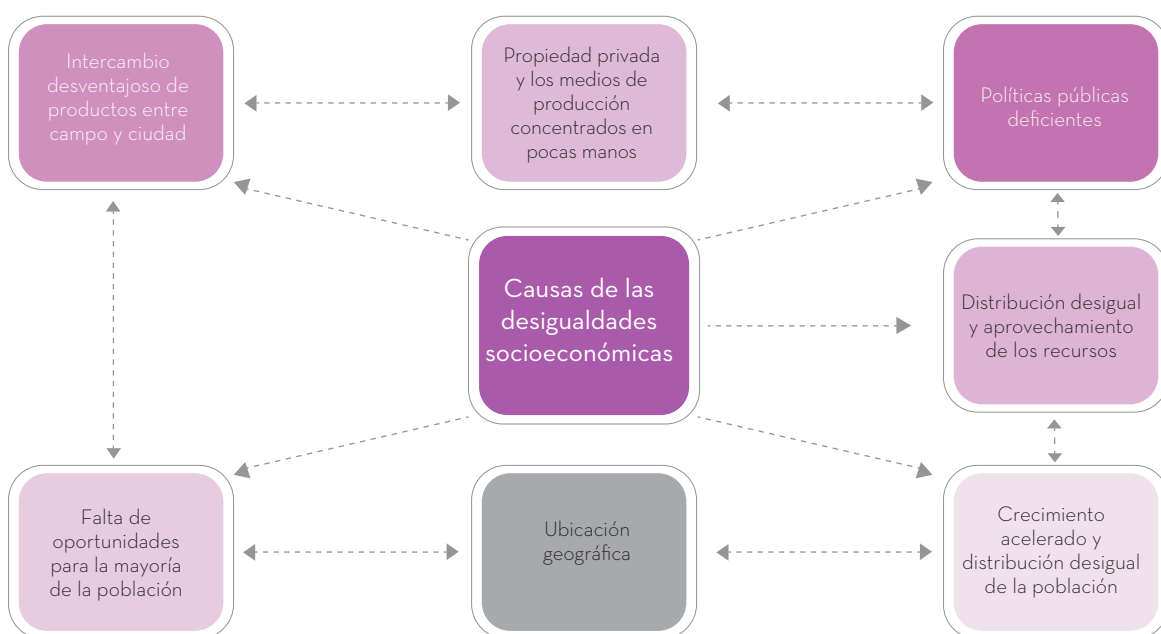 Intercambio
desventajoso de
productos entre
campo y ciudad
Propiedad privada
y los medios de
producción
concentrados en
pocas manos
Políticas públicas
deficientes
Causas de las
desigualdades
socioeconómicas
Distribución desigual
y aprovechamiento
de los recursos
Falta de
oportunidades
para la mayoría
de la población
Ubicación
geográfica
Crecimiento
acelerado y
distribución desigual
de la población